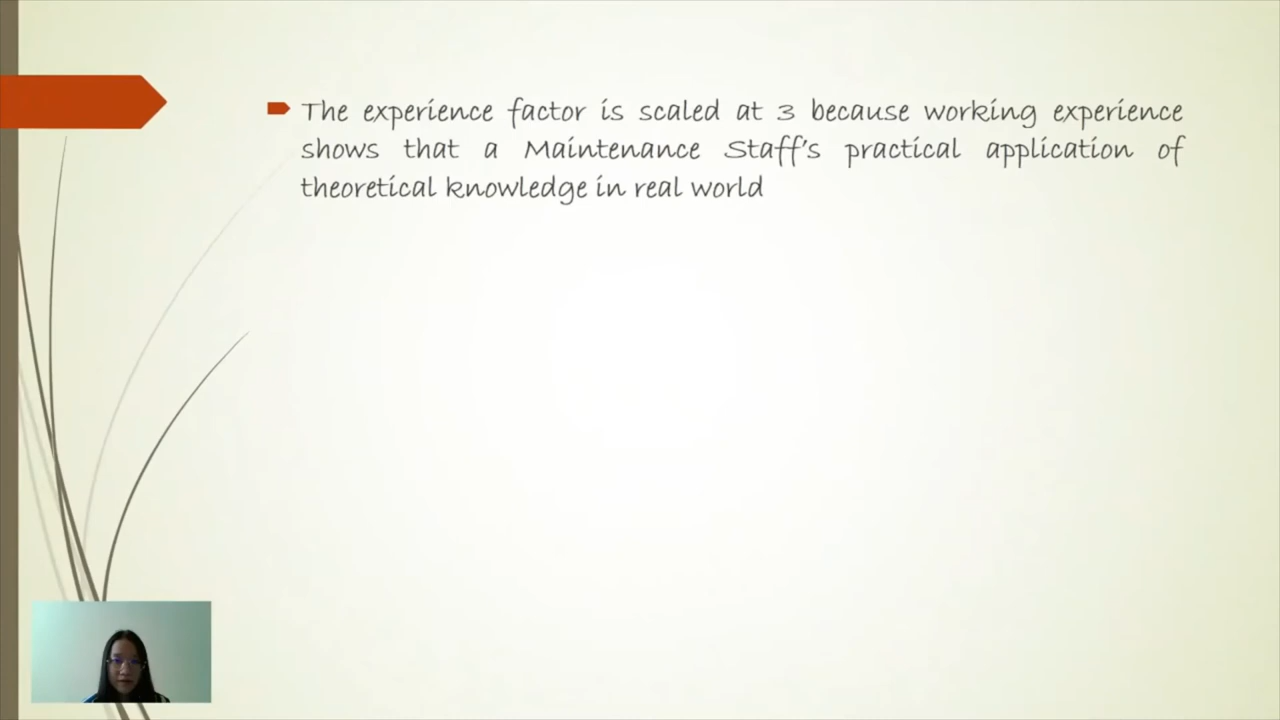 The experience factor is scaled at 3 because working experience
shows that a Maintenance Staff's practical application of
theoretical knowledge in real world